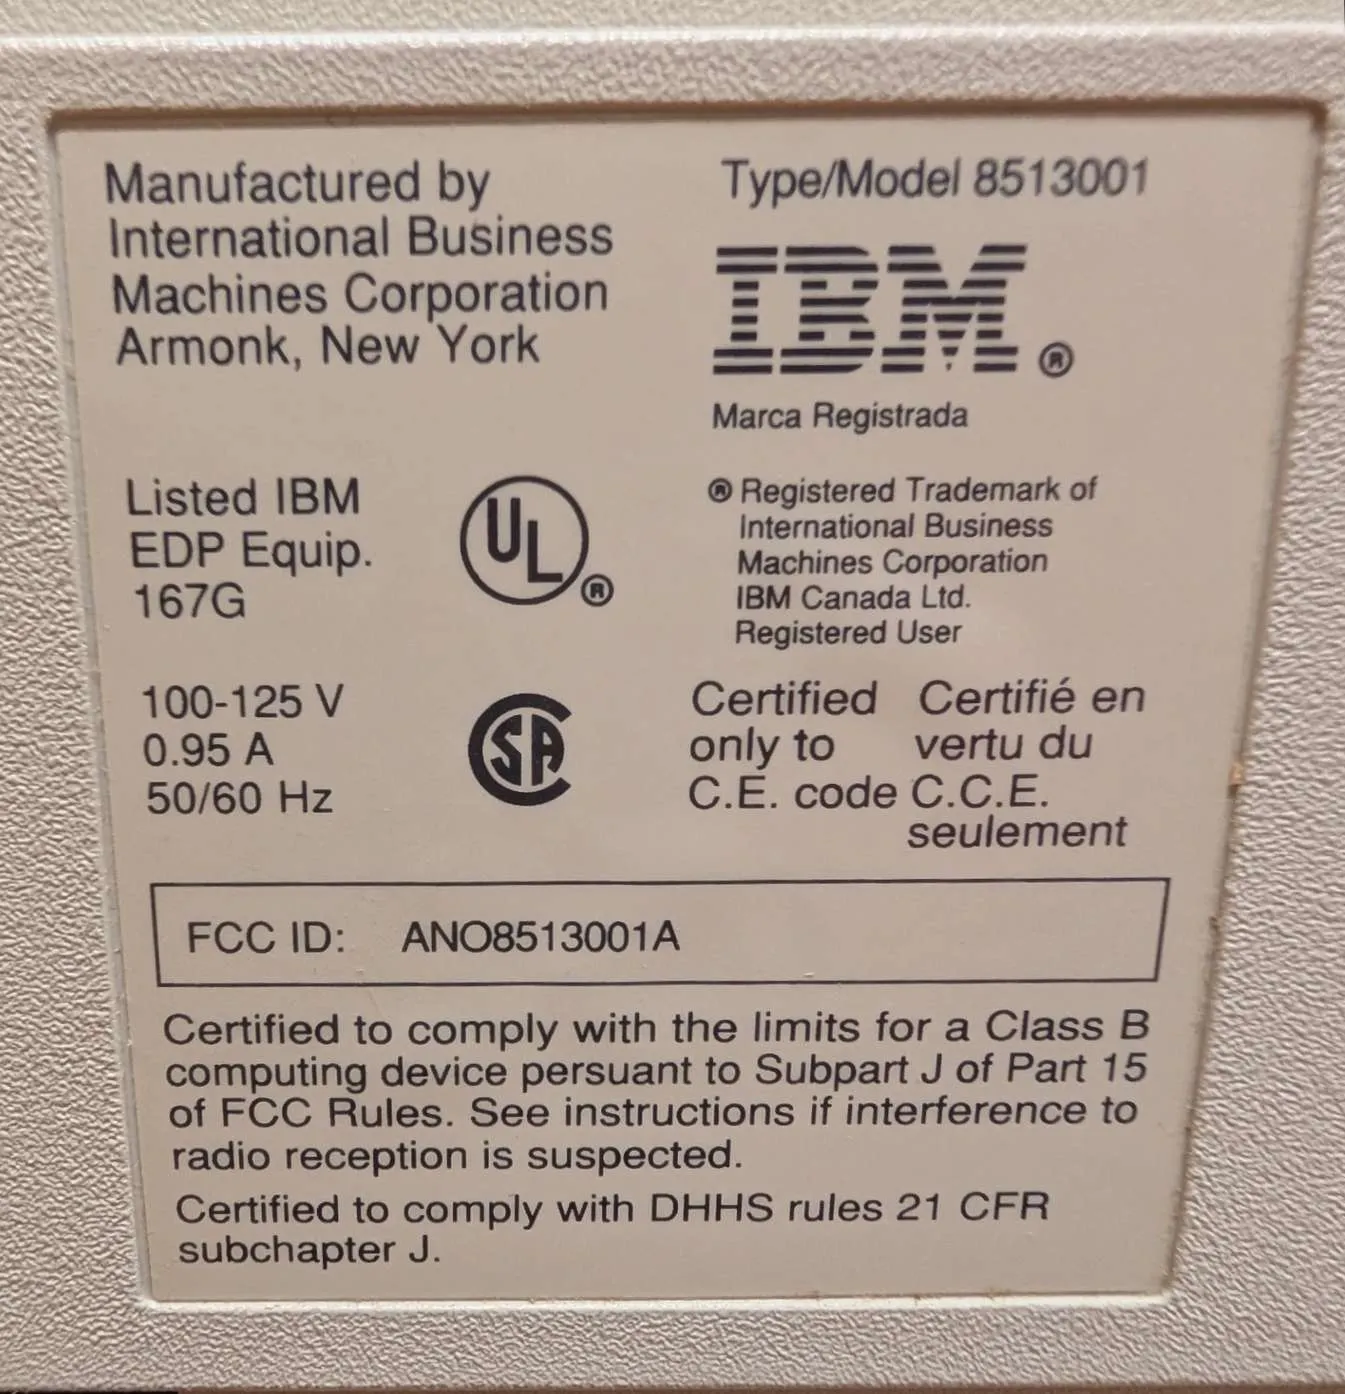 Manufactured by
International Business
Machines Corporation
Armonk, New York
Type/Model 8513001
IBM ®
Marca Registrada
Listed IBM
EDP Equip.
167G
UL ®
® Registered Trademark of
International Business
Machines Corporation
IBM Canada Ltd.
Registered User
100-125 V
0.95 A
50/60 Hz
CSA
Certified
only to
C.E. code
Certifié en
vertu du
C.C.E.
seulement
FCC ID: ANO8513001A
Certified to comply with the limits for a Class B
computing device persuant to Subpart J of Part 15
of FCC Rules. See instructions if interference to
radio reception is suspected.
Certified to comply with DHHS rules 21 CFR
subchapter J.